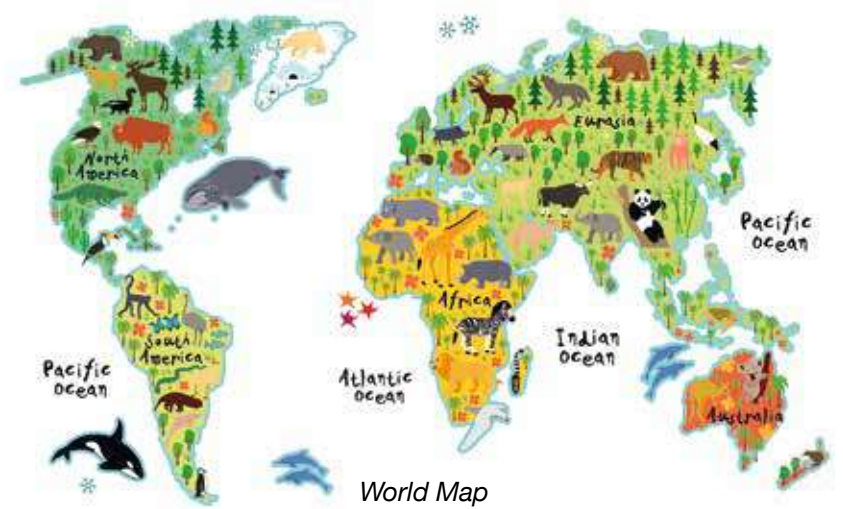 Eurasia
North
America
Pacific
Ocean
Africa
South
America
Indian
Ocean
Pacific
Ocean
Atlantic
Ocean
Australia
World Map